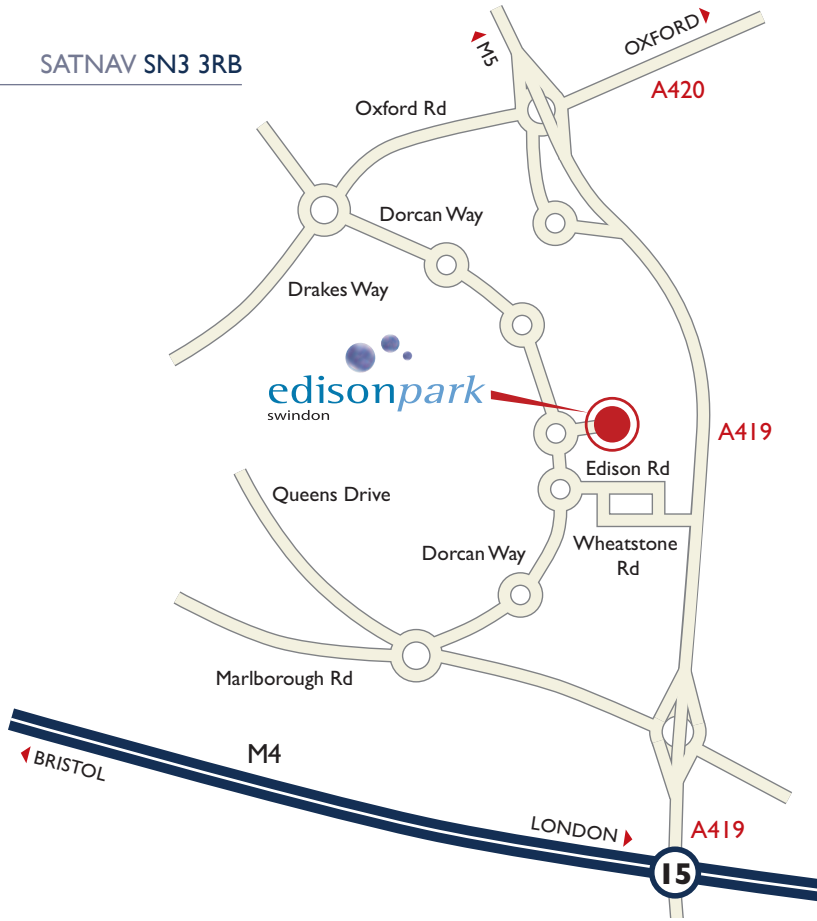 SATNAV SN3 3RB
M5
OXFORD
A420
Oxford Rd
Dorcan Way
Drakes Way
edisonpark
swindon
A419
Edison Rd
Queens Drive
Wheatstone
Rd
Dorcan Way
Marlborough Rd
M4
BRISTOL
LONDON
A419
15